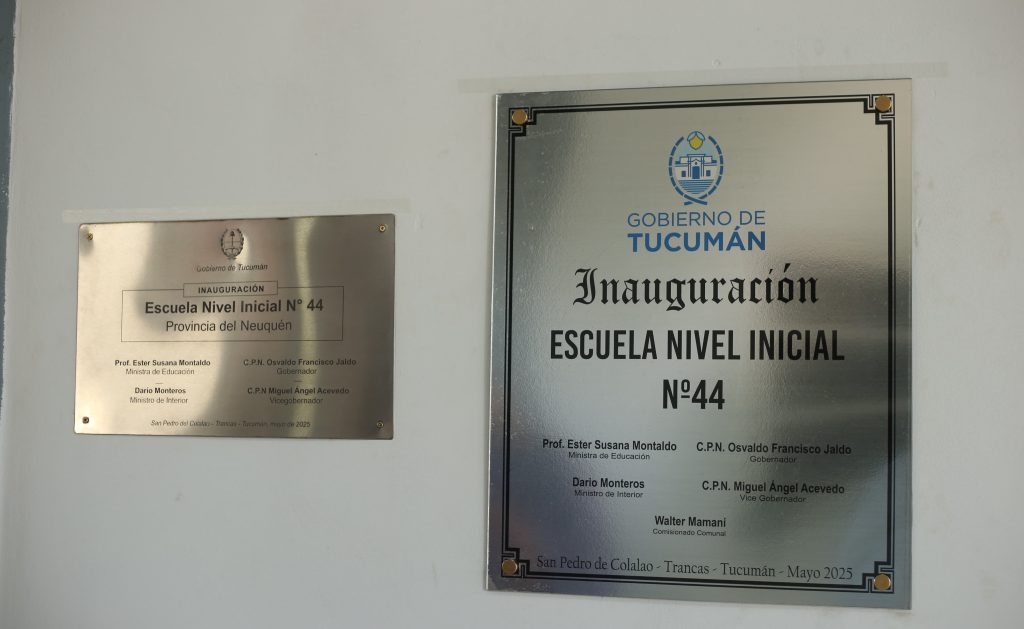 Gobierno de Tucumán
INAUGURACIÓN
Escuela Nivel Inicial N° 44
Provincia del Neuquén
Prof. Ester Susana Montaldo
Ministra de Educación
C.P.N. Osvaldo Francisco Jaldo
Gobernador
Dario Monteros
Ministro de Interior
C.P.N Miguel Ángel Acevedo
Vicegobernador
San Pedro del Colalao - Trancas - Tucumán, mayo de 2025
GOBIERNO DE
TUCUMÁN
Inauguración
ESCUELA NIVEL INICIAL
Nº44
Prof. Ester Susana Montaldo
Ministra de Educación
C.P.N. Osvaldo Francisco Jaldo
Gobernador
Dario Monteros
Ministro de Interior
C.P.N. Miguel Ángel Acevedo
Vice Gobernador
Walter Mamaní
Comisionado Comunal
San Pedro de Colalao - Trancas - Tucumán - Mayo 2025